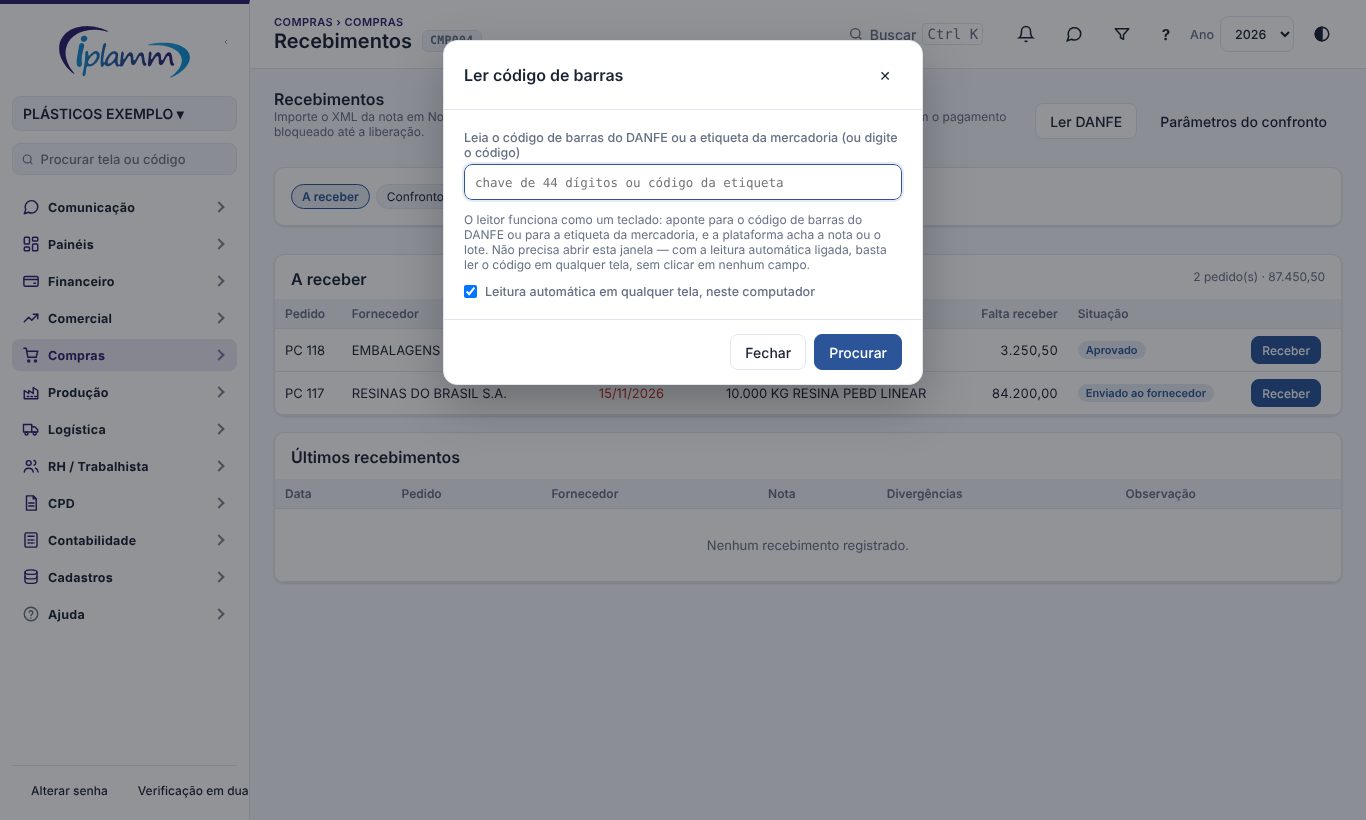 iplamm
‹
PLÁSTICOS EXEMPLO ▾
Procurar tela ou código
Comunicação
Painéis
Financeiro
Comercial
Compras
Produção
Logística
RH / Trabalhista
CPD
Contabilidade
Cadastros
Ajuda
Alterar senha
Verificação em dua
COMPRAS › COMPRAS
Recebimentos
Buscar Ctrl K
?
Ano
2026
Recebimentos
Importe o XML da nota em No
o pagamento
bloqueado até a liberação.
Ler DANFE
Parâmetros do confronto
A receber
Confronto
A receber
2 pedido(s) · 87.450,50
Pedido Fornecedor Falta receber Situação
PC 118 EMBALAGENS 3.250,50 Aprovado Receber
PC 117 RESINAS DO BRASIL S.A. 15/11/2026 10.000 KG RESINA PEBD LINEAR 84.200,00 Enviado ao fornecedor Receber
Últimos recebimentos
Data Pedido Fornecedor Nota Divergências Observação
Nenhum recebimento registrado.
Ler código de barras
×
Leia o código de barras do DANFE ou a etiqueta da mercadoria (ou digite
o código)
chave de 44 dígitos ou código da etiqueta
O leitor funciona como um teclado: aponte para o código de barras do
DANFE ou para a etiqueta da mercadoria, e a plataforma acha a nota ou o
lote. Não precisa abrir esta janela — com a leitura automática ligada, basta
ler o código em qualquer tela, sem clicar em nenhum campo.
Leitura automática em qualquer tela, neste computador
Fechar
Procurar